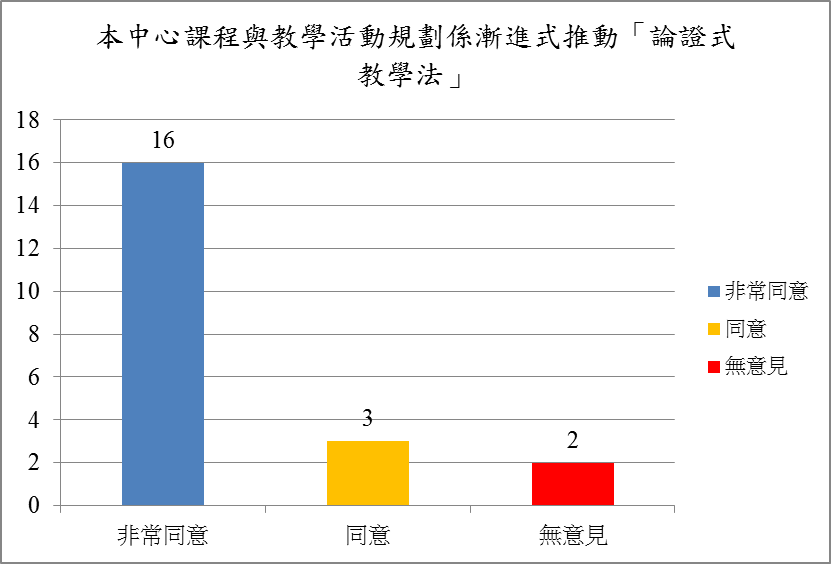 本中心課程與教學活動規劃係漸進式推動「論證式
教學法」
18
16
14
12
10
8
6
4
2
0
16
3
2
非常同意
同意
無意見
非常同意
同意
無意見